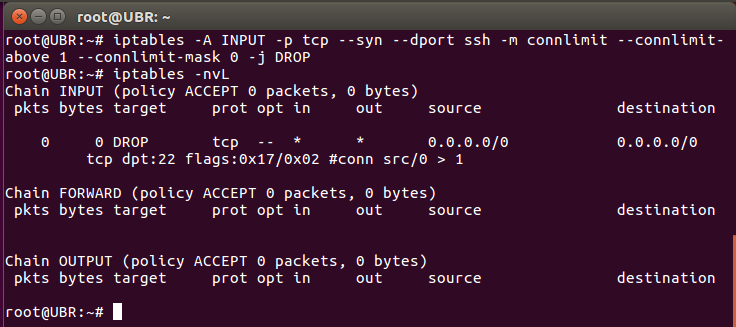 root@UBR: ~
root@UBR:~# iptables -A INPUT -p tcp --syn --dport ssh -m connlimit --connlimit-
above 1 --connlimit-mask 0 -j DROP
root@UBR:~# iptables -nvL
Chain INPUT (policy ACCEPT 0 packets, 0 bytes)
 pkts bytes target     prot opt in     out     source               destination
    0     0 DROP       tcp  --  *      *       0.0.0.0/0            0.0.0.0/0
         tcp dpt:22 flags:0x17/0x02 #conn src/0 > 1
Chain FORWARD (policy ACCEPT 0 packets, 0 bytes)
 pkts bytes target     prot opt in     out     source               destination
Chain OUTPUT (policy ACCEPT 0 packets, 0 bytes)
 pkts bytes target     prot opt in     out     source               destination
root@UBR:~#